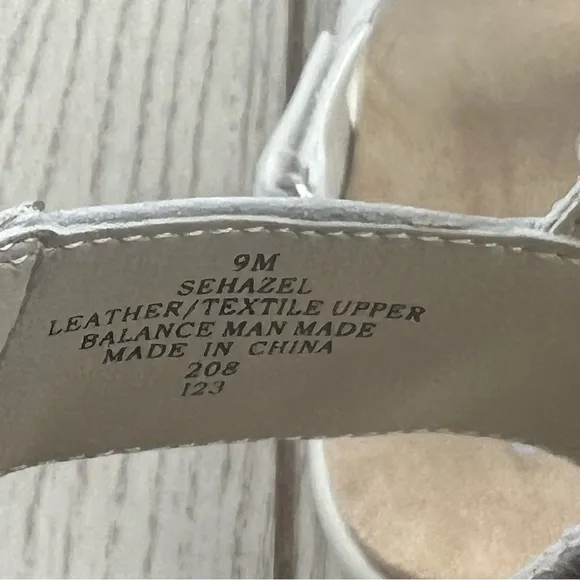 9M
SEHAZEL
LEATHER/TEXTILE UPPER
BALANCE MAN MADE
MADE IN CHINA
208
123